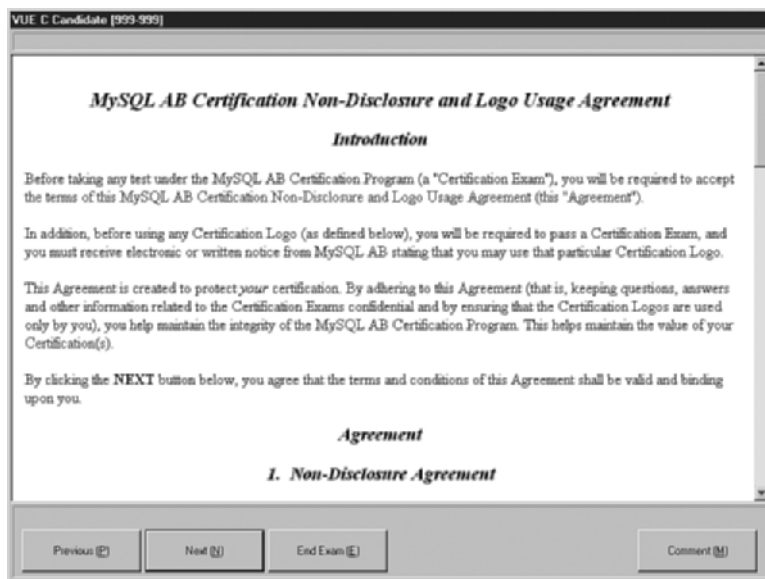 VUE C Candidate [999-999]
MySQL AB Certification Non-Disclosure and Logo Usage Agreement
Introduction
Before taking any test under the MySQL AB Certification Program (a "Certification Exam"), you will be required to accept
the terms of this MySQL AB Certification Non-Disclosure and Logo Usage Agreement (this "Agreement").
In addition, before using any Certification Logo (as defined below), you will be required to pass a Certification Exam, and
you must receive electronic or written notice from MySQL AB stating that you may use that particular Certification Logo.
This Agreement is created to protect your certification. By adhering to this Agreement (that is, keeping questions, answers
and other information related to the Certification Exams confidential and by ensuring that the Certification Logos are used
only by you), you help maintain the integrity of the MySQL AB Certification Program. This helps maintain the value of your
Certification(s).
By clicking the NEXT button below, you agree that the terms and conditions of this Agreement shall be valid and binding
upon you.
Agreement
1. Non-Disclosure Agreement
Previous (P) Next (N) End Exam (E) Comment (M)